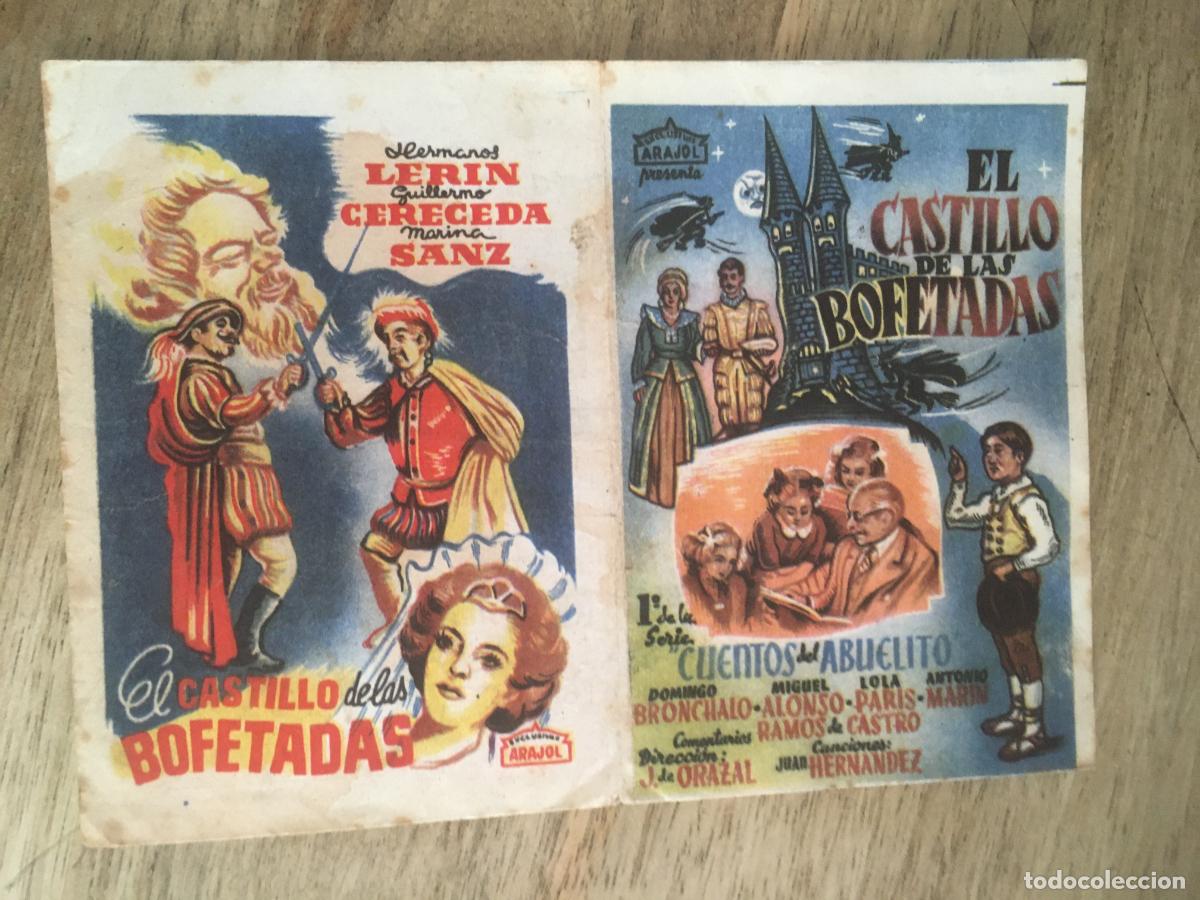 Hermanos
LERIN
Guillermo
CERECEDA
Marina
SANZ
El CASTILLO de las
BOFETADAS
EXCLUSIVAS
ARAJOL
EXCLUSIVAS
ARAJOL
presenta
EL
CASTILLO
DE LAS
BOFETADAS
1ª de la
Serie
"CUENTOS del ABUELITO"
DOMINGO MIGUEL LOLA ANTONIO
BRONCHALO - ALONSO - PARIS - MARIN
Comentarios RAMOS de CASTRO
Dirección: Canciones:
J. de ORAZAL JUAN HERNANDEZ
todocoleccion